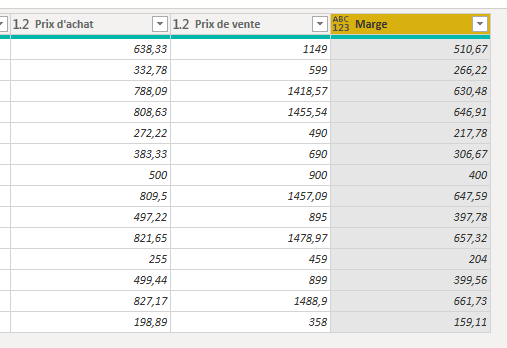 1.2 Prix d'achat 1.2 Prix de vente ABC 123 Marge
638,33 1149 510,67
332,78 599 266,22
788,09 1418,57 630,48
808,63 1455,54 646,91
272,22 490 217,78
383,33 690 306,67
500 900 400
809,5 1457,09 647,59
497,22 895 397,78
821,65 1478,97 657,32
255 459 204
499,44 899 399,56
827,17 1488,9 661,73
198,89 358 159,11